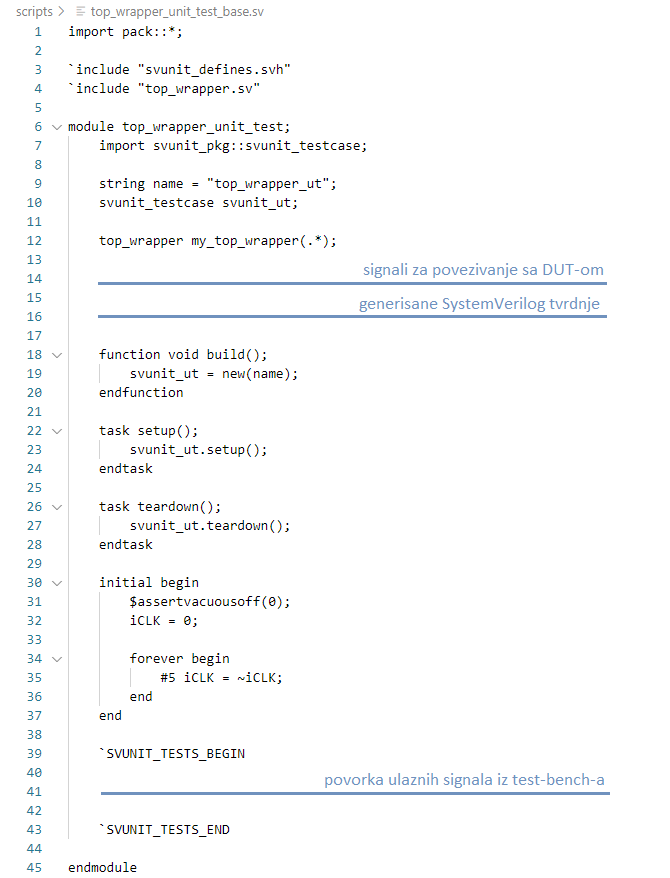 scripts > top_wrapper_unit_test_base.sv
1 import pack::*;
2
3 `include "svunit_defines.svh"
4 `include "top_wrapper.sv"
5
6 module top_wrapper_unit_test;
7 import svunit_pkg::svunit_testcase;
8
9 string name = "top_wrapper_ut";
10 svunit_testcase svunit_ut;
11
12 top_wrapper my_top_wrapper(.*);
13
signali za povezivanje sa DUT-om
14
15
generisane SystemVerilog tvrdnje
16
17
18 function void build();
19 svunit_ut = new(name);
20 endfunction
21
22 task setup();
23 svunit_ut.setup();
24 endtask
25
26 task teardown();
27 svunit_ut.teardown();
28 endtask
29
30 initial begin
31 $assertvacuousoff(0);
32 iCLK = 0;
33
34 forever begin
35 #5 iCLK = ~iCLK;
36 end
37 end
38
39 `SVUNIT_TESTS_BEGIN
40
povorka ulaznih signala iz test-bench-a
41
42
43 `SVUNIT_TESTS_END
44
45 endmodule